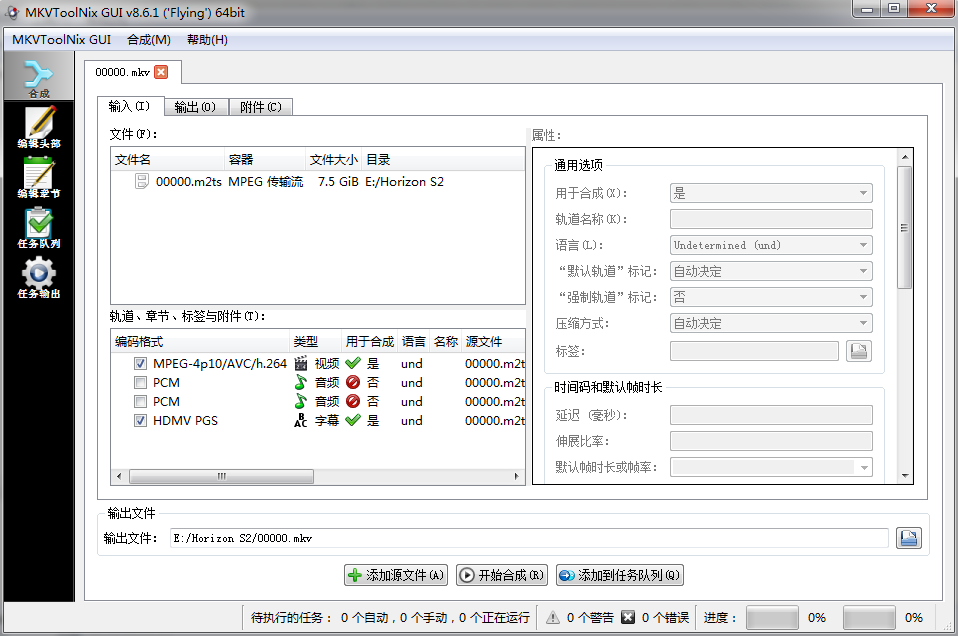 MKVToolNix GUI v8.6.1 ('Flying') 64bit
MKVToolNix GUI 合成(M) 帮助(H)
合成
编辑头部
编辑章节
任务队列
任务输出
00000.mkv
输入(I) 输出(O) 附件(C)
文件(F):
文件名 容器 文件大小 目录
00000.m2ts MPEG 传输流 7.5 GiB E:/Horizon S2
轨道、章节、标签与附件(T):
编码格式 类型 用于合成 语言 名称 源文件
MPEG-4p10/AVC/h.264 视频 是 und 00000.m2t
PCM 音频 否 und 00000.m2t
PCM 音频 否 und 00000.m2t
HDMV PGS BAC 字幕 是 und 00000.m2t
属性:
通用选项
用于合成(X): 是
轨道名称(K):
语言(L): Undetermined (und)
“默认轨道”标记: 自动决定
“强制轨道”标记: 否
压缩方式: 自动决定
标签:
时间码和默认帧时长
延迟 (毫秒):
伸展比率:
默认帧时长或帧率:
输出文件
输出文件: E:/Horizon S2/00000.mkv
添加源文件(A) 开始合成(R) 添加到任务队列(Q)
待执行的任务： 0 个自动，0 个手动，0 个正在运行 0 个警告 0 个错误 进度： 0% 0%